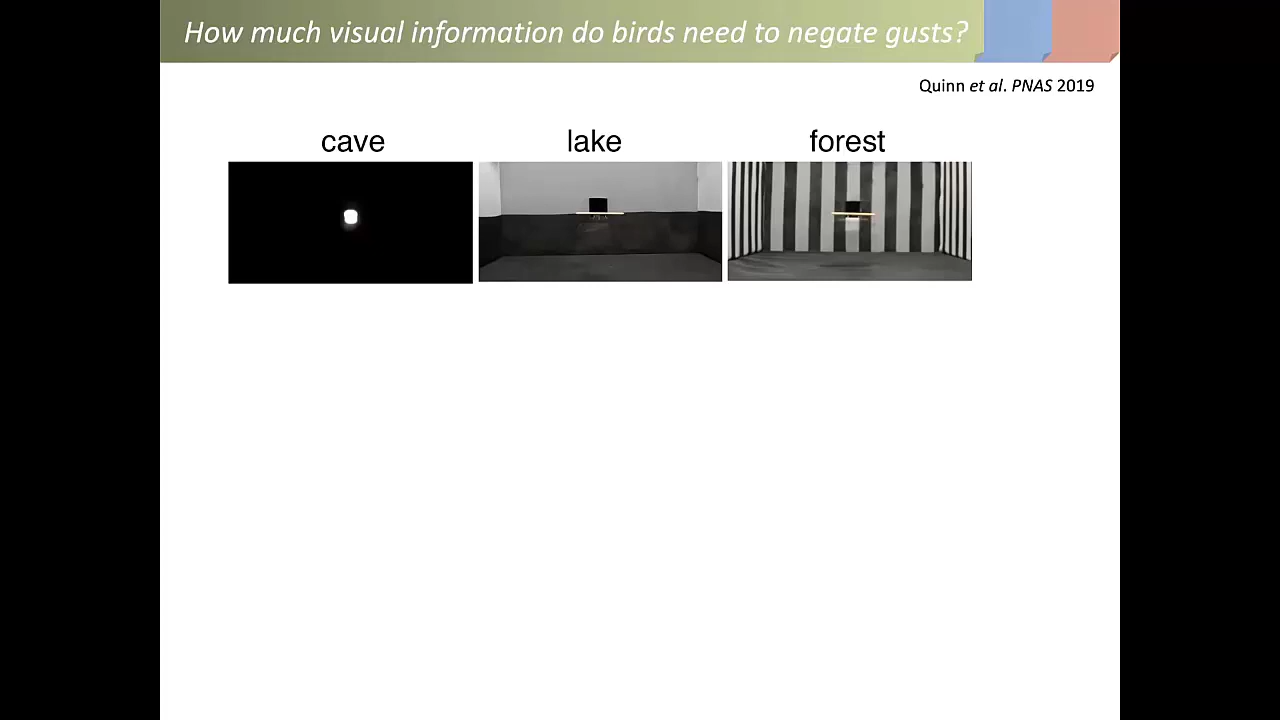 How much visual information do birds need to negate gusts?
Quinn et al. PNAS 2019
cave lake forest